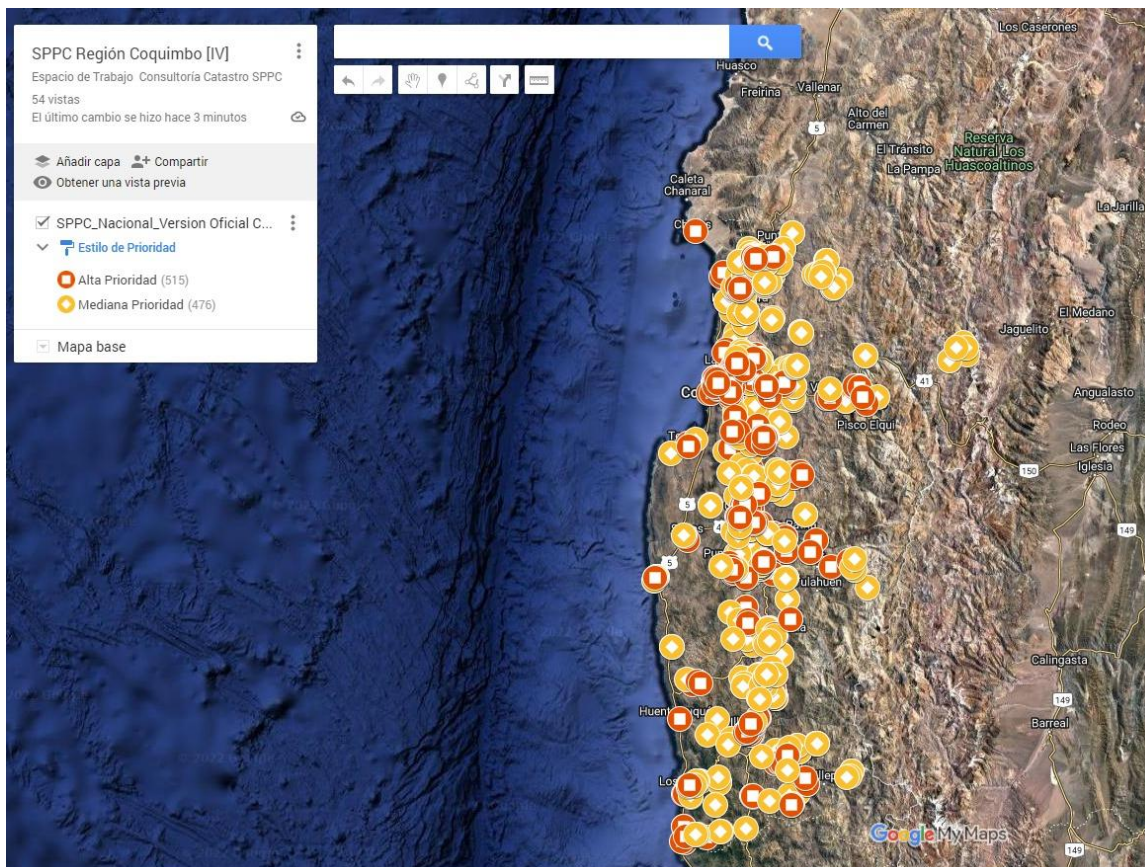 SPPC Región Coquimbo [IV]
Espacio de Trabajo Consultoría Catastro SPPC
54 vistas
El último cambio se hizo hace 3 minutos
Añadir capa
Compartir
Obtener una vista previa
SPPC_Nacional_Version Oficial C...
Estilo de Prioridad
Alta Prioridad (515)
Mediana Prioridad (476)
Mapa base
Los Caserones
Huasco
Freirina
Vallenar
5
Alto del
Carmen
El Tránsito
La Pampa
Reserva
Natural Los
Huascoaltinos
Caleta
Chanaral
La Jarilla
El Medano
Jaguelito
41
Angualasto
Pisco Elqui
Rodeo
Las Flores
Iglesia
150
5
149
5
Calingasta
149
Barreal
Google My Maps
149